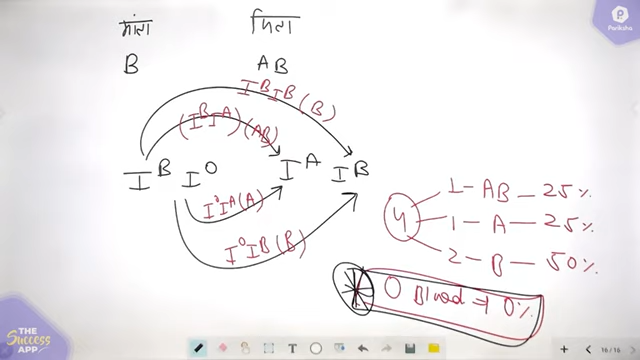 माता पिता
B AB
I^B I^B (B)
(I^B I^A) (AB)
I^B I^O I^A I^B
I^O I^A (A)
I^O I^B (B)
4
1 - AB - 25%
1 - A - 25%
2 - B - 50%
O Blood → 0%
Pariksha
THE
Success
APP
16 / 16